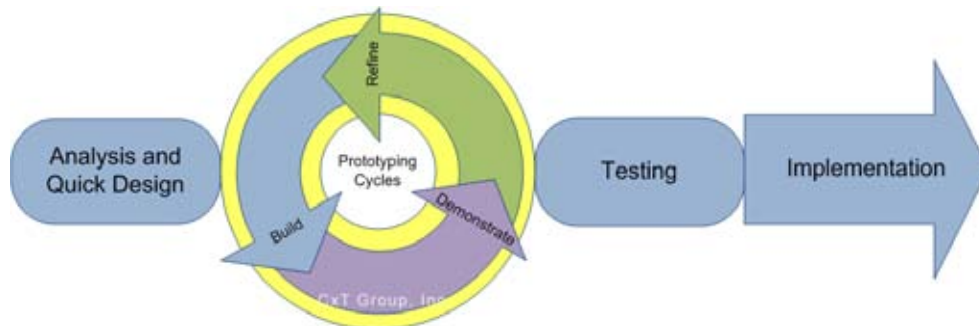 Analysis and
Quick Design
Refine
Prototyping
Cycles
Build
Demonstrate
CxT Group, Inc
Testing
Implementation